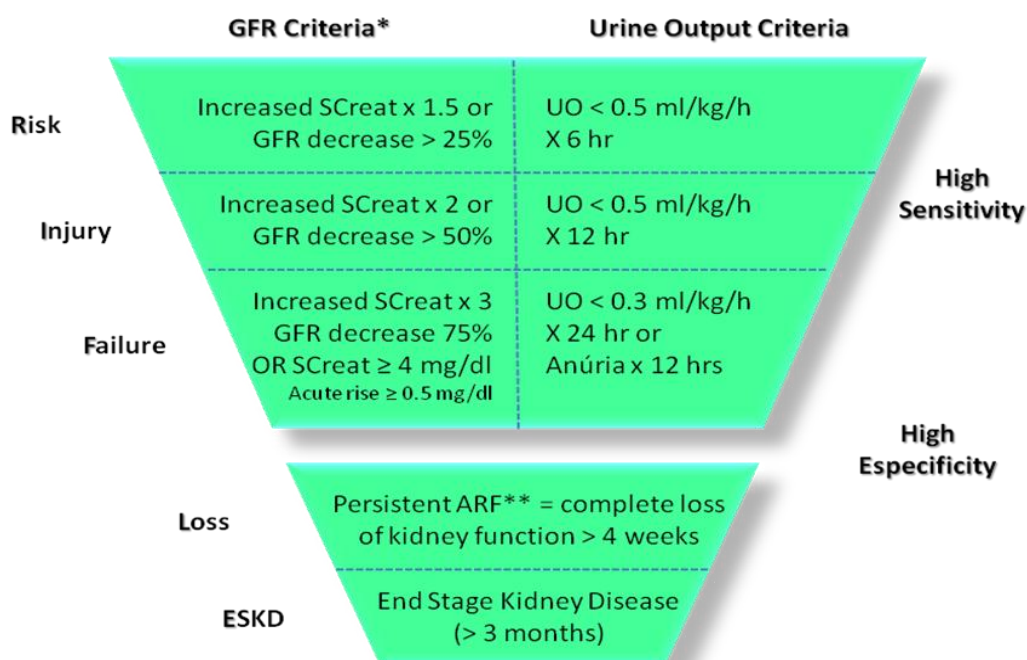 GFR Criteria*
Urine Output Criteria
Risk
Increased SCreat x 1.5 or
GFR decrease > 25%
UO < 0.5 ml/kg/h
X 6 hr
High
Sensitivity
Injury
Increased SCreat x 2 or
GFR decrease > 50%
UO < 0.5 ml/kg/h
X 12 hr
Failure
Increased SCreat x 3
GFR decrease 75%
OR SCreat ≥ 4 mg/dl
Acute rise ≥ 0.5 mg/dl
UO < 0.3 ml/kg/h
X 24 hr or
Anúria x 12 hrs
High
Especificity
Loss
Persistent ARF** = complete loss
of kidney function > 4 weeks
ESKD
End Stage Kidney Disease
(> 3 months)